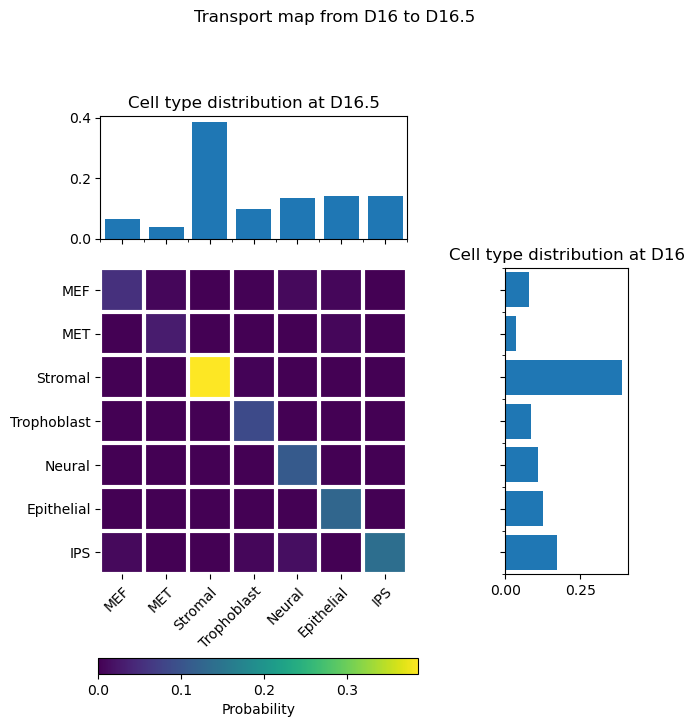 Transport map from D16 to D16.5
Cell type distribution at D16.5
0.4
0.2
0.0
Cell type distribution at D16
MEF
MET
Stromal
Trophoblast
Neural
Epithelial
IPS
0.00 0.25
MEF MET Stromal Trophoblast Neural Epithelial IPS
0.0 0.1 0.2 0.3
Probability